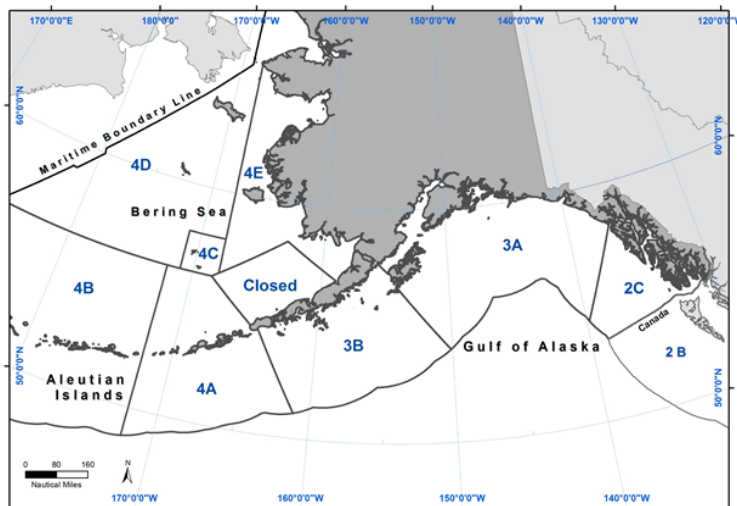 170°0'0"E
180°0'0"
170°0'0"W
160°0'0"W
150°0'0"W
140°0'0"W
130°0'0"W
120°0'0"W
60°0'0"N
60°0'0"N
Maritime Boundary Line
4D
4E
Bering Sea
4C
3A
4B
Closed
2C
Canada
3B
Gulf of Alaska
2 B
50°0'0"N
50°0'0"N
Aleutian
Islands
4A
0 80 160
Nautical Miles
N
170°0'0"W
160°0'0"W
150°0'0"W
140°0'0"W